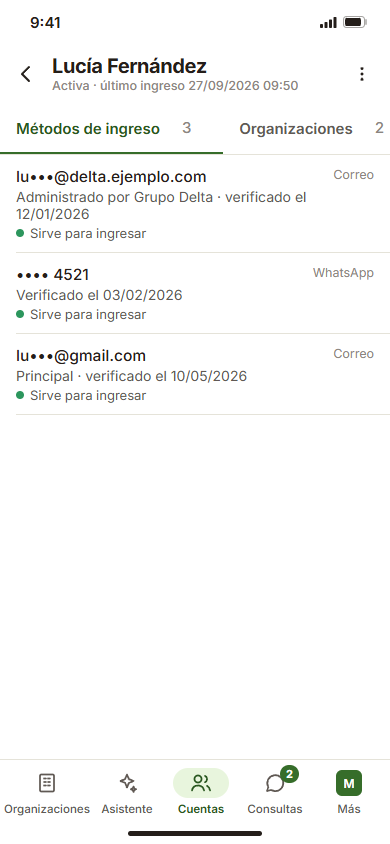 9:41
Lucía Fernández
Activa · último ingreso 27/09/2026 09:50
Métodos de ingreso 3 Organizaciones 2
lu•••@delta.ejemplo.com Correo
Administrado por Grupo Delta · verificado el
12/01/2026
Sirve para ingresar
•••• 4521 WhatsApp
Verificado el 03/02/2026
Sirve para ingresar
lu•••@gmail.com Correo
Principal · verificado el 10/05/2026
Sirve para ingresar
2 M
Organizaciones Asistente Cuentas Consultas Más